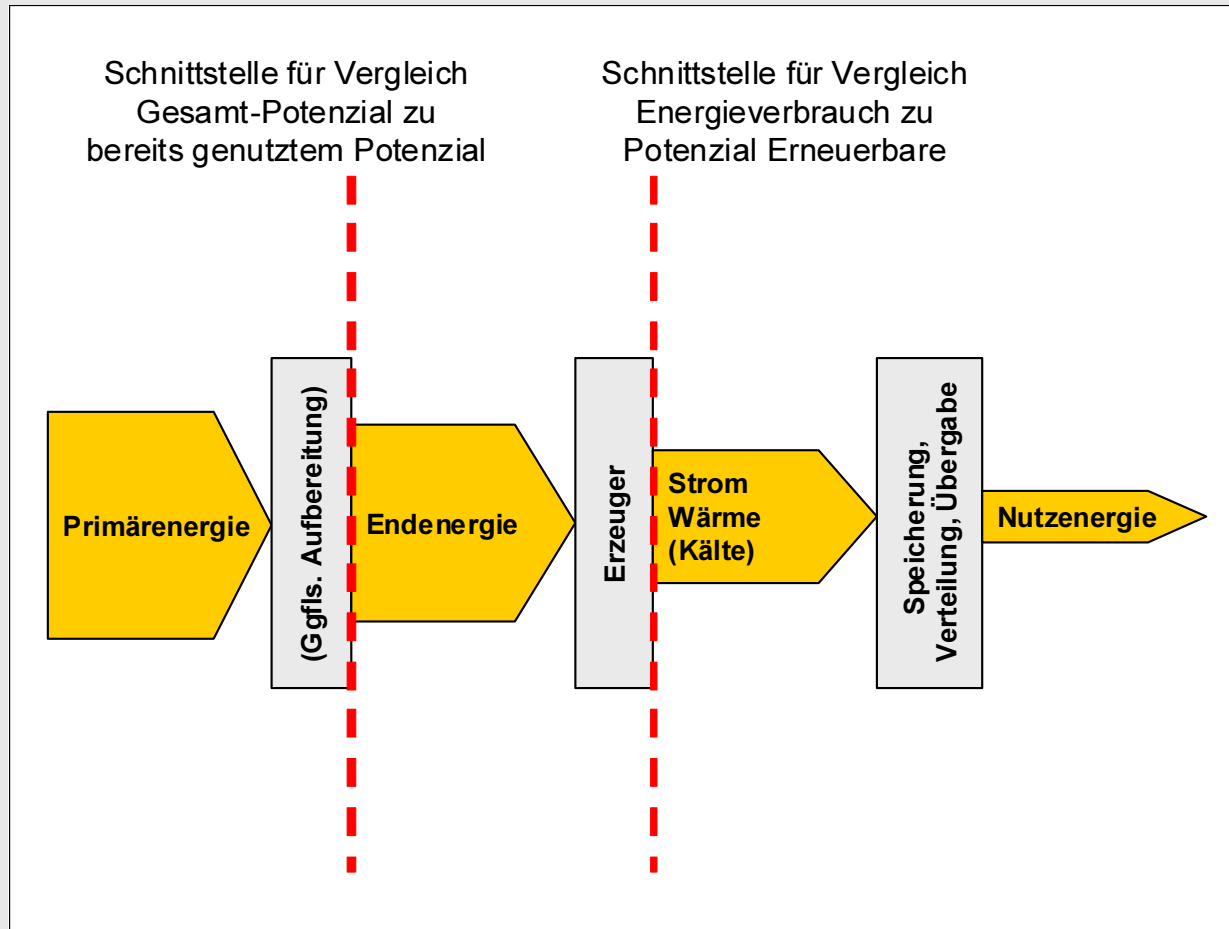 Schnittstelle für Vergleich
Gesamt-Potenzial zu
bereits genutztem Potenzial
Schnittstelle für Vergleich
Energieverbrauch zu
Potenzial Erneuerbare
Primärenergie
(Ggfls. Aufbereitung)
Endenergie
Erzeuger
Strom
Wärme
(Kälte)
Speicherung,
Verteilung, Übergabe
Nutzenergie